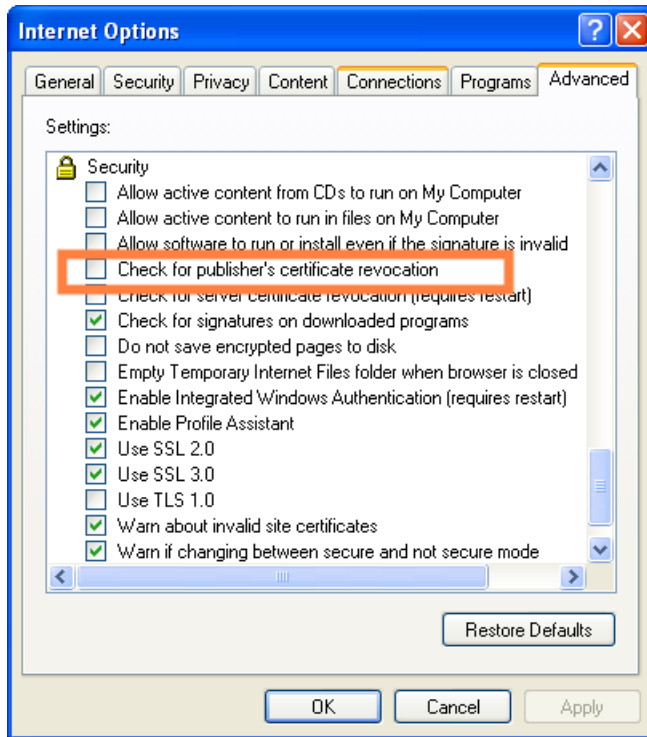 Internet Options
General Security Privacy Content Connections Programs Advanced
Settings:
Security
Allow active content from CDs to run on My Computer
Allow active content to run in files on My Computer
Allow software to run or install even if the signature is invalid
Check for publisher's certificate revocation
Check for server certificate revocation (requires restart)
Check for signatures on downloaded programs
Do not save encrypted pages to disk
Empty Temporary Internet Files folder when browser is closed
Enable Integrated Windows Authentication (requires restart)
Enable Profile Assistant
Use SSL 2.0
Use SSL 3.0
Use TLS 1.0
Warn about invalid site certificates
Warn if changing between secure and not secure mode
Restore Defaults
OK Cancel Apply